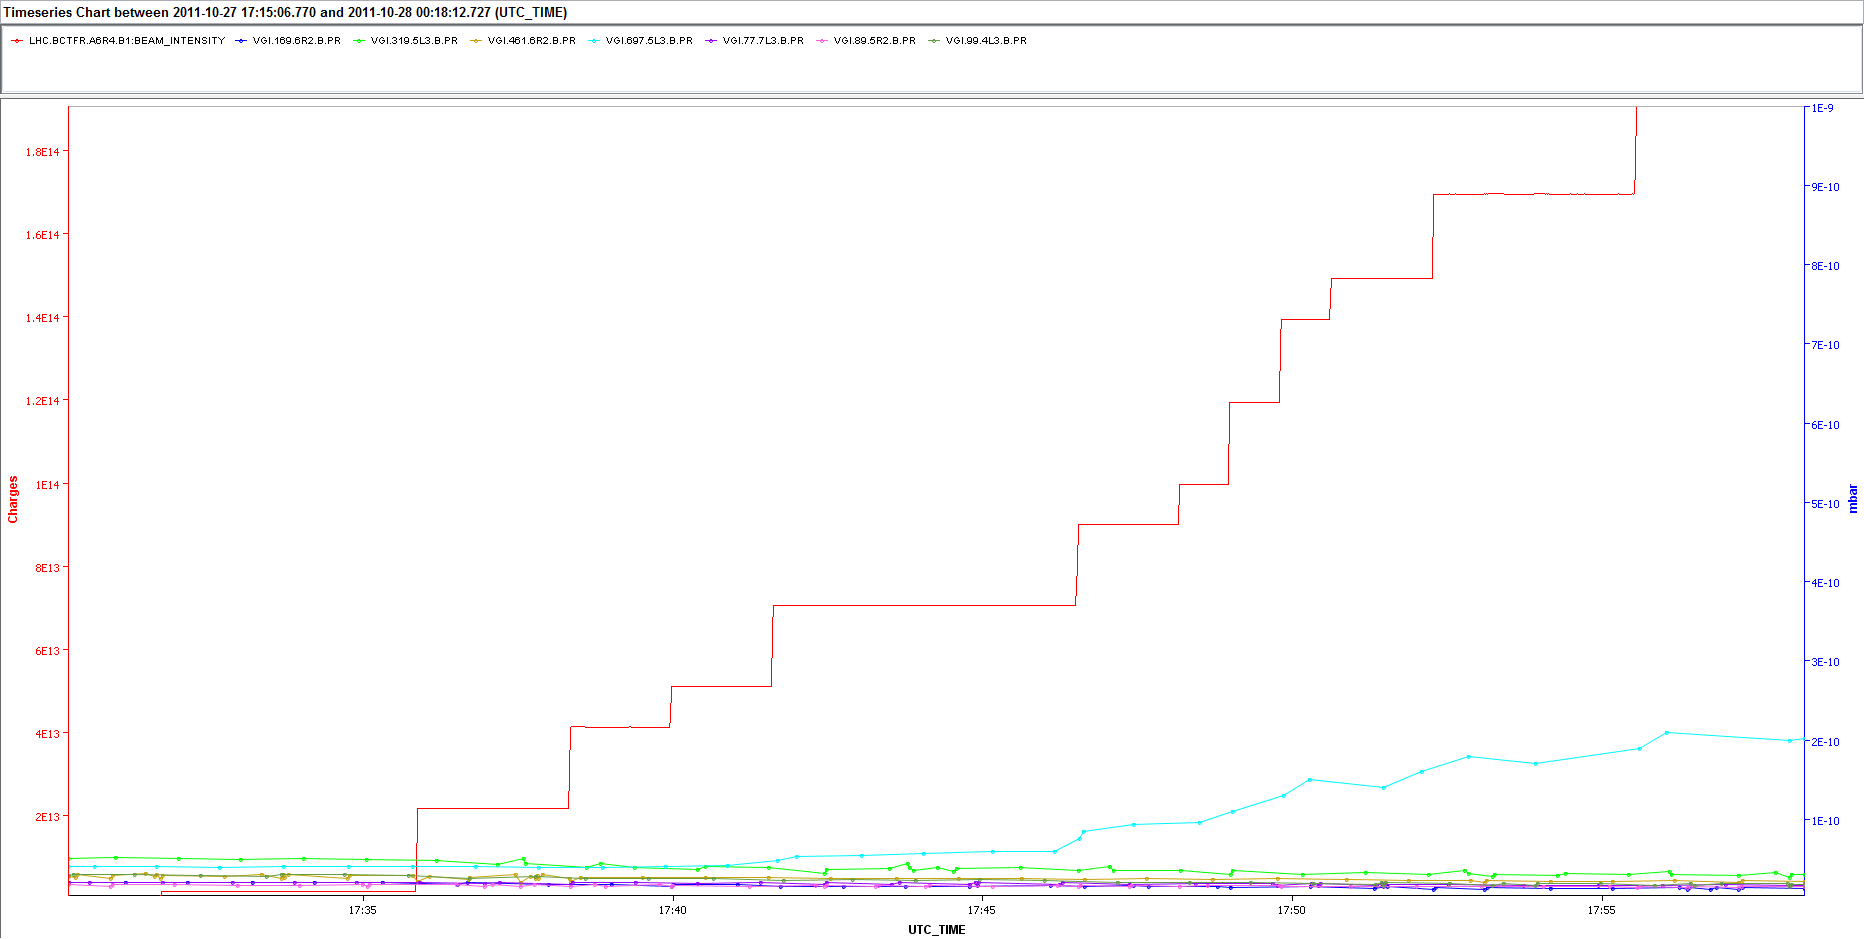 Timeseries Chart between 2011-10-27 17:15:06.770 and 2011-10-28 00:18:12.727 (UTC_TIME)
LHC.BCTFR.A6R4.B1:BEAM_INTENSITY VGI.169.6R2.B.PR VGI.319.5L3.B.PR VGI.461.6R2.B.PR VGI.697.5L3.B.PR VGI.77.7L3.B.PR VGI.89.5R2.B.PR VGI.99.4L3.B.PR
Charges
1.8E14
1.6E14
1.4E14
1.2E14
1E14
8E13
6E13
4E13
2E13
1E-9
9E-10
8E-10
7E-10
6E-10
5E-10
4E-10
3E-10
2E-10
1E-10
mbar
17:35 17:40 17:45 17:50 17:55
UTC_TIME